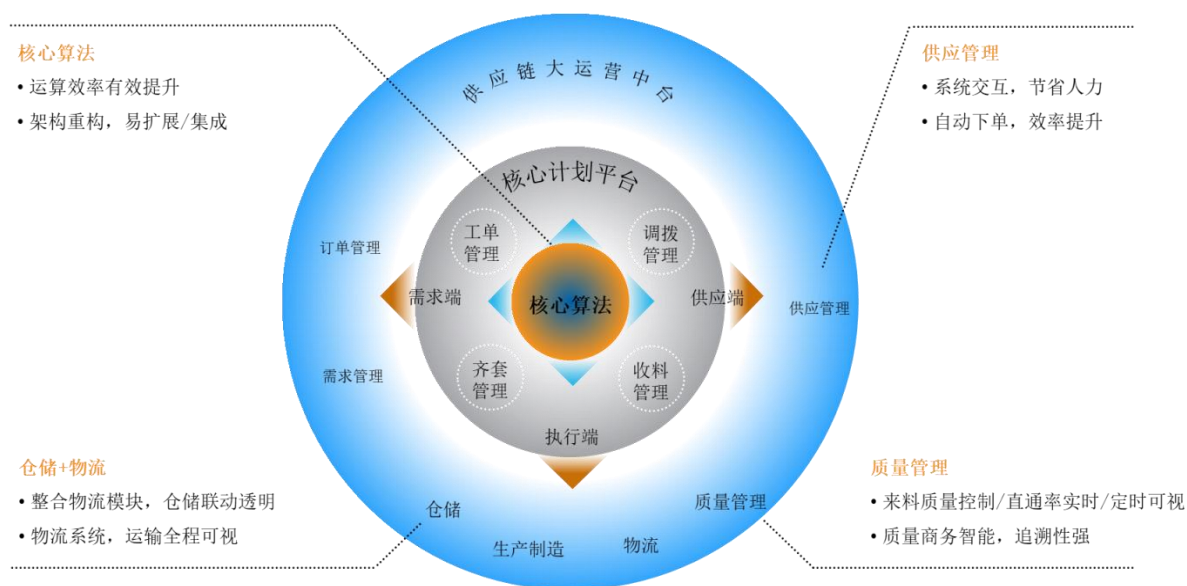 核心算法
• 运算效率有效提升
• 架构重构，易扩展/集成
供应管理
• 系统交互，节省人力
• 自动下单，效率提升
供应链大运营中台
核心计划平台
工单
管理
调拨
管理
订单管理
需求端
核心算法
供应端
供应管理
需求管理
齐套
管理
收料
管理
执行端
仓储
生产制造
物流
质量管理
仓储+物流
• 整合物流模块，仓储联动透明
• 物流系统，运输全程可视
质量管理
• 来料质量控制/直通率实时/定时可视
• 质量商务智能，追溯性强